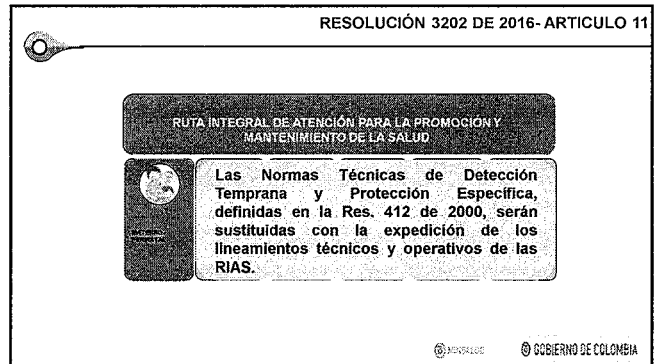 RESOLUCIÓN 3202 DE 2016- ARTICULO 11
RUTA INTEGRAL DE ATENCIÓN PARA LA PROMOCIÓN Y
MANTENIMIENTO DE LA SALUD
Las Normas Técnicas de Detección
Temprana y Protección Específica,
definidas en la Res. 412 de 2000, serán
sustituidas con la expedición de los
lineamientos técnicos y operativos de las
RIAS.
GOBIERNO DE COLOMBIA